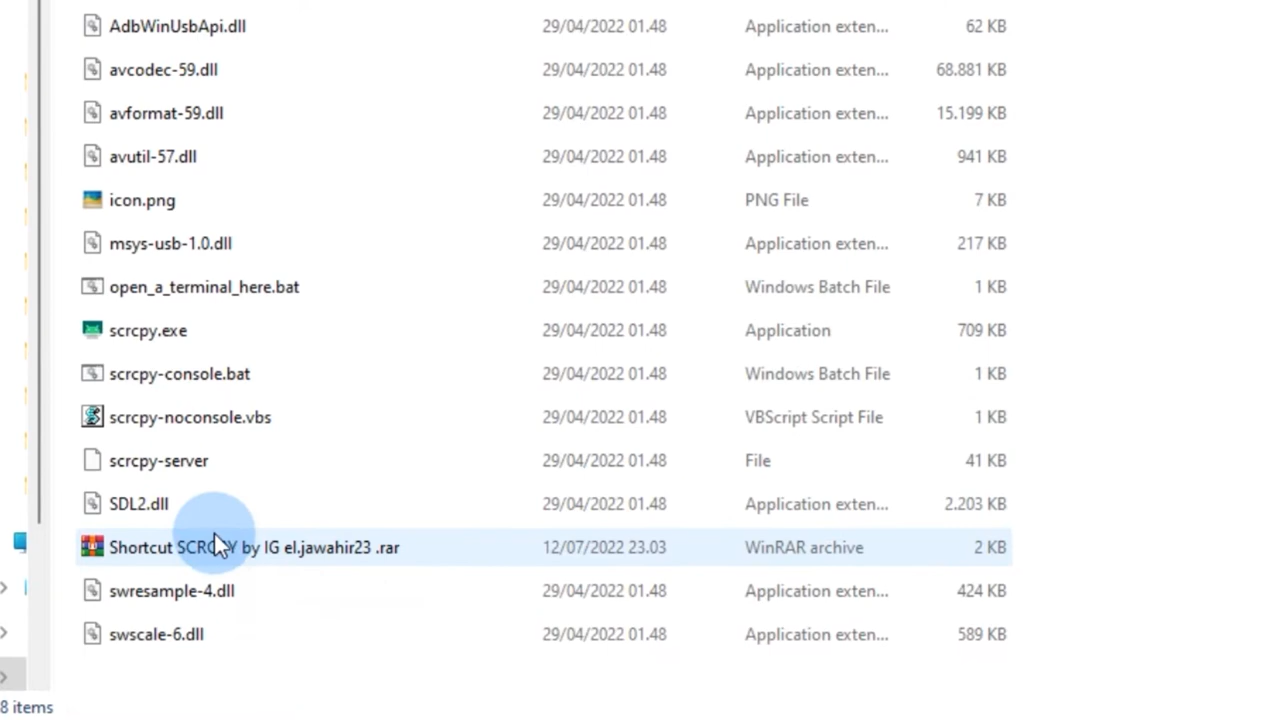 AdbWinUsbApi.dll 29/04/2022 01.48 Application exten... 62 KB
avcodec-59.dll 29/04/2022 01.48 Application exten... 68.881 KB
avformat-59.dll 29/04/2022 01.48 Application exten... 15.199 KB
avutil-57.dll 29/04/2022 01.48 Application exten... 941 KB
icon.png 29/04/2022 01.48 PNG File 7 KB
msys-usb-1.0.dll 29/04/2022 01.48 Application exten... 217 KB
open_a_terminal_here.bat 29/04/2022 01.48 Windows Batch File 1 KB
scrcpy.exe 29/04/2022 01.48 Application 709 KB
scrcpy-console.bat 29/04/2022 01.48 Windows Batch File 1 KB
scrcpy-noconsole.vbs 29/04/2022 01.48 VBScript Script File 1 KB
scrcpy-server 29/04/2022 01.48 File 41 KB
SDL2.dll 29/04/2022 01.48 Application exten... 2.203 KB
Shortcut SCRCPY by IG el.jawahir23 .rar 12/07/2022 23.03 WinRAR archive 2 KB
swresample-4.dll 29/04/2022 01.48 Application exten... 424 KB
swscale-6.dll 29/04/2022 01.48 Application exten... 589 KB
8 items